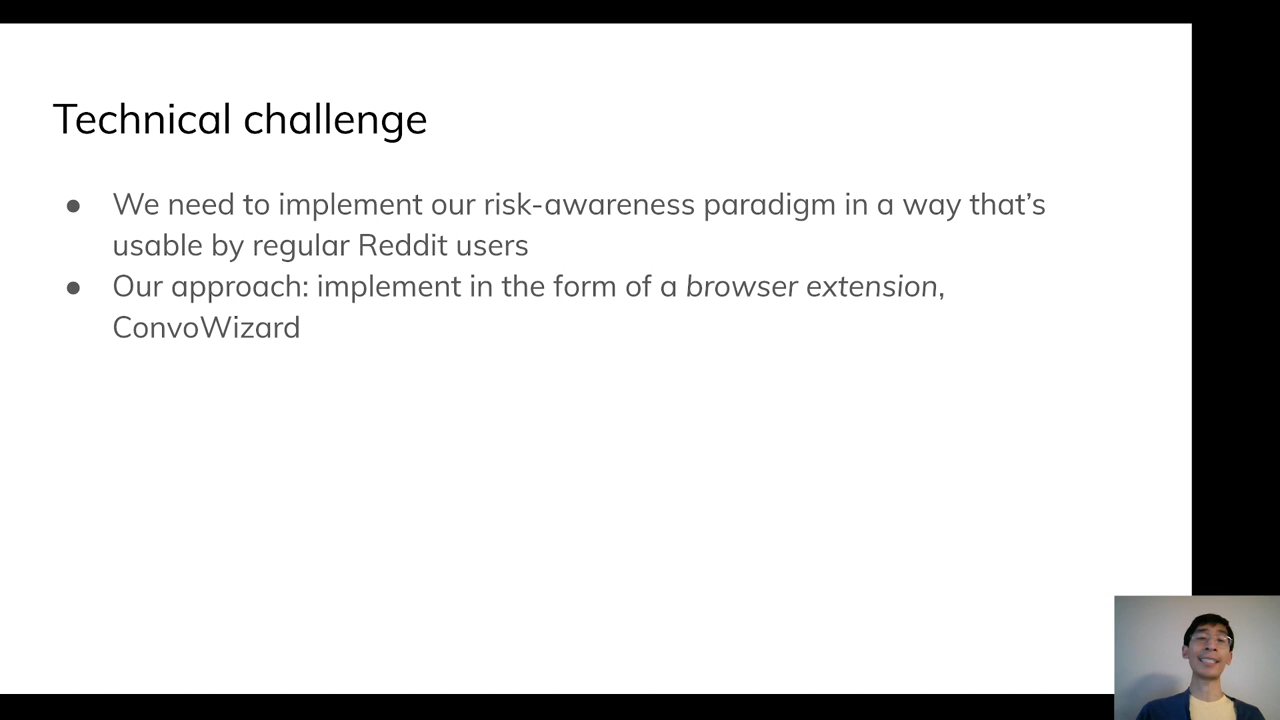 Technical challenge
● We need to implement our risk-awareness paradigm in a way that’s
usable by regular Reddit users
● Our approach: implement in the form of a browser extension,
ConvoWizard